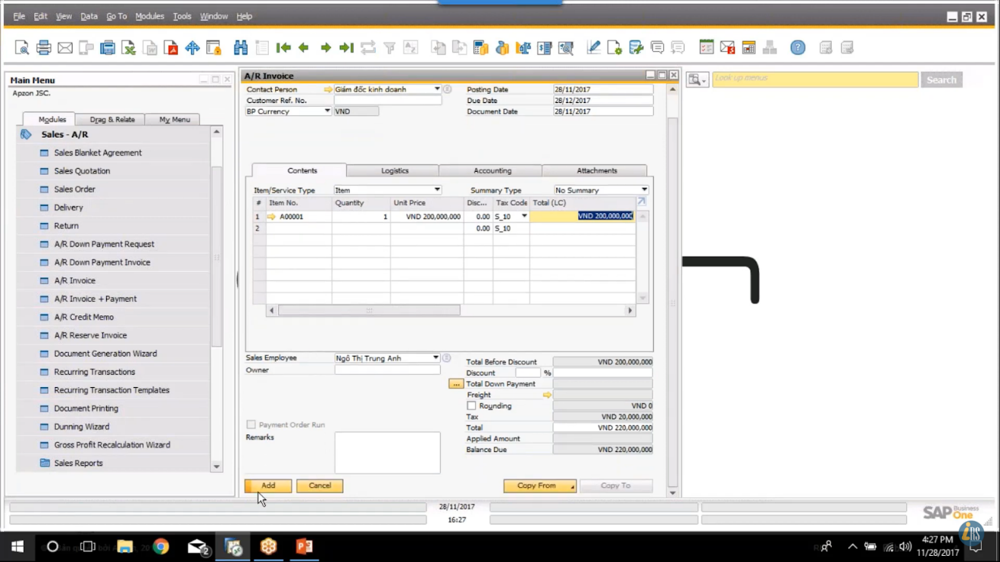 File Edit View Data Go To Modules Tools Window Help
Main Menu
Apzon JSC.
Modules Drag & Relate My Menu
Sales - A/R
Sales Blanket Agreement
Sales Quotation
Sales Order
Delivery
Return
A/R Down Payment Request
A/R Down Payment Invoice
A/R Invoice
A/R Invoice + Payment
A/R Credit Memo
A/R Reserve Invoice
Document Generation Wizard
Recurring Transactions
Recurring Transaction Templates
Document Printing
Dunning Wizard
Gross Profit Recalculation Wizard
Sales Reports
A/R Invoice
Contact Person Giám đốc kinh doanh Posting Date 28/11/2017
Customer Ref. No. Due Date 28/12/2017
BP Currency VND Document Date 28/11/2017
Contents Logistics Accounting Attachments
Item/Service Type Item Summary Type No Summary
# Item No. Quantity Unit Price Disc... Tax Code Total (LC)
1 A00001 1 VND 200,000,000 0.00 S_10 VND 200,000,000
2 0.00 S_10
Sales Employee Ngô Thị Trung Anh
Owner
Total Before Discount VND 200,000,000
Discount %
... Total Down Payment
Freight
Rounding VND 0
Tax VND 20,000,000
Total VND 220,000,000
Applied Amount
Balance Due VND 220,000,000
Payment Order Run
Remarks
Add Cancel Copy From Copy To
Look up menus Search
28/11/2017
16:27
SAP Business One
4:27 PM
11/28/2017